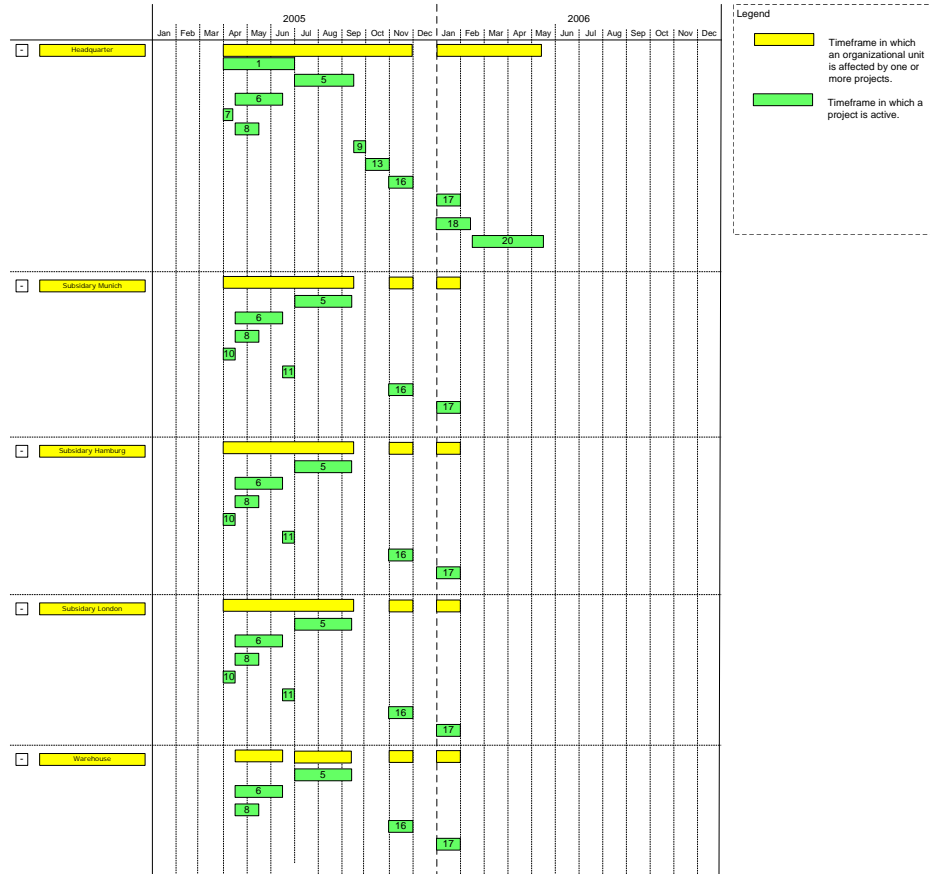 2005 2006
Jan Feb Mar Apr May Jun Jul Aug Sep Oct Nov Dec Jan Feb Mar Apr May Jun Jul Aug Sep Oct Nov Dec
- Headquarter
1
5
6
7
8
9
13
16
17
18
20
- Subsidary Munich
5
6
8
10
11
16
17
- Subsidary Hamburg
5
6
8
10
11
16
17
- Subsidary London
5
6
8
10
11
16
17
- Warehouse
5
6
8
16
17
Legend
Timeframe in which
an organizational unit
is affected by one or
more projects.
Timeframe in which a
project is active.